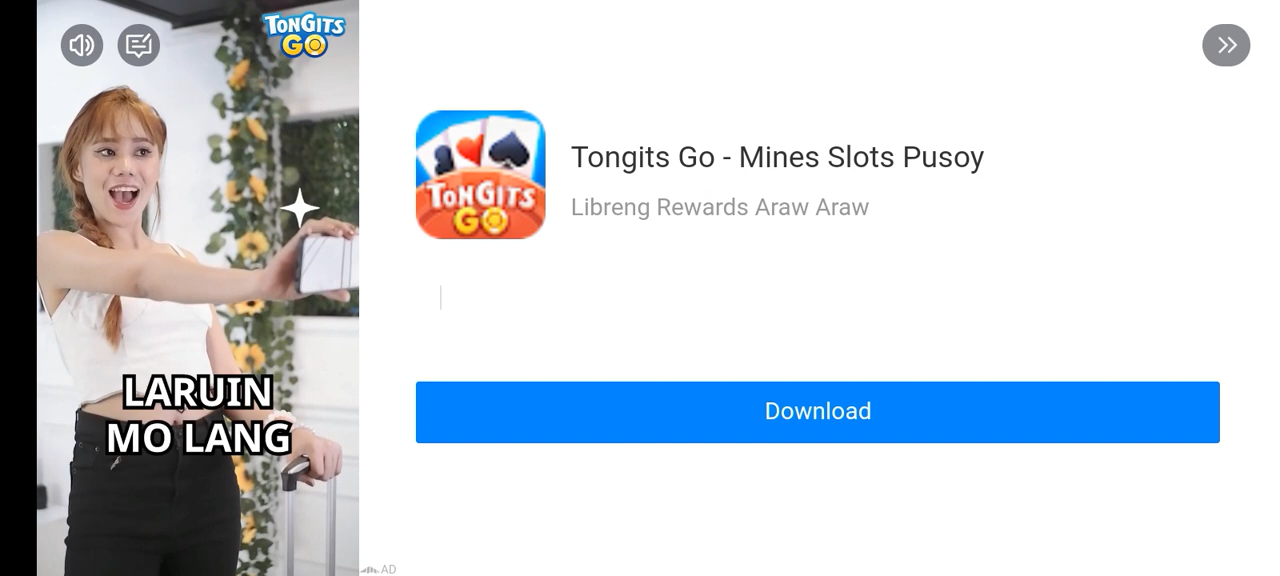 TONGITS
GO
LARUIN
MO LANG
TONGITS
GO
Tongits Go - Mines Slots Pusoy
Libreng Rewards Araw Araw
Download
AD